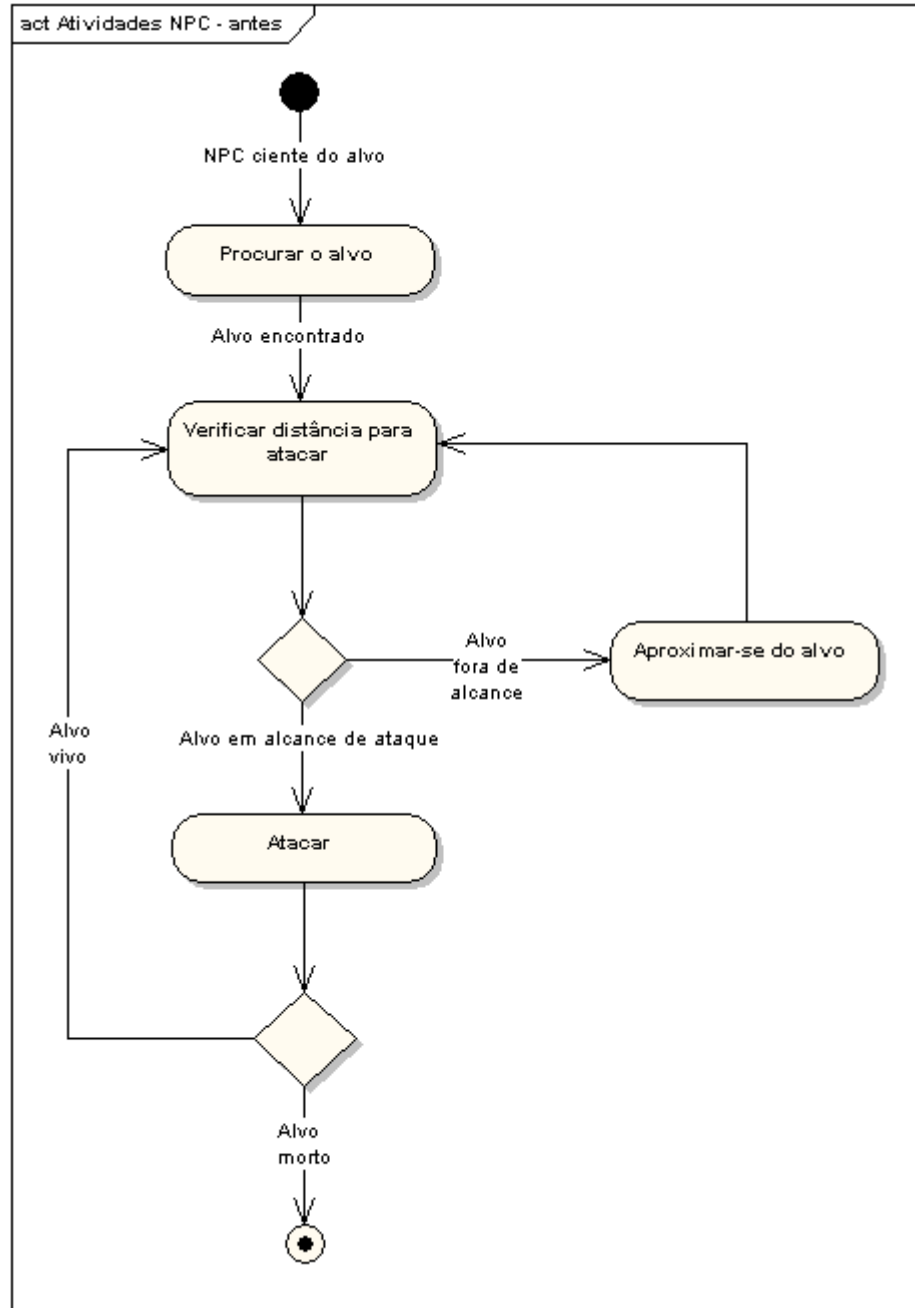 act Atividades NPC - antes
NPC ciente do alvo
Procurar o alvo
Alvo encontrado
Verificar distância para
atacar
Alvo
fora de
alcance
Aproximar-se do alvo
Alvo em alcance de ataque
Alvo
vivo
Atacar
Alvo
morto